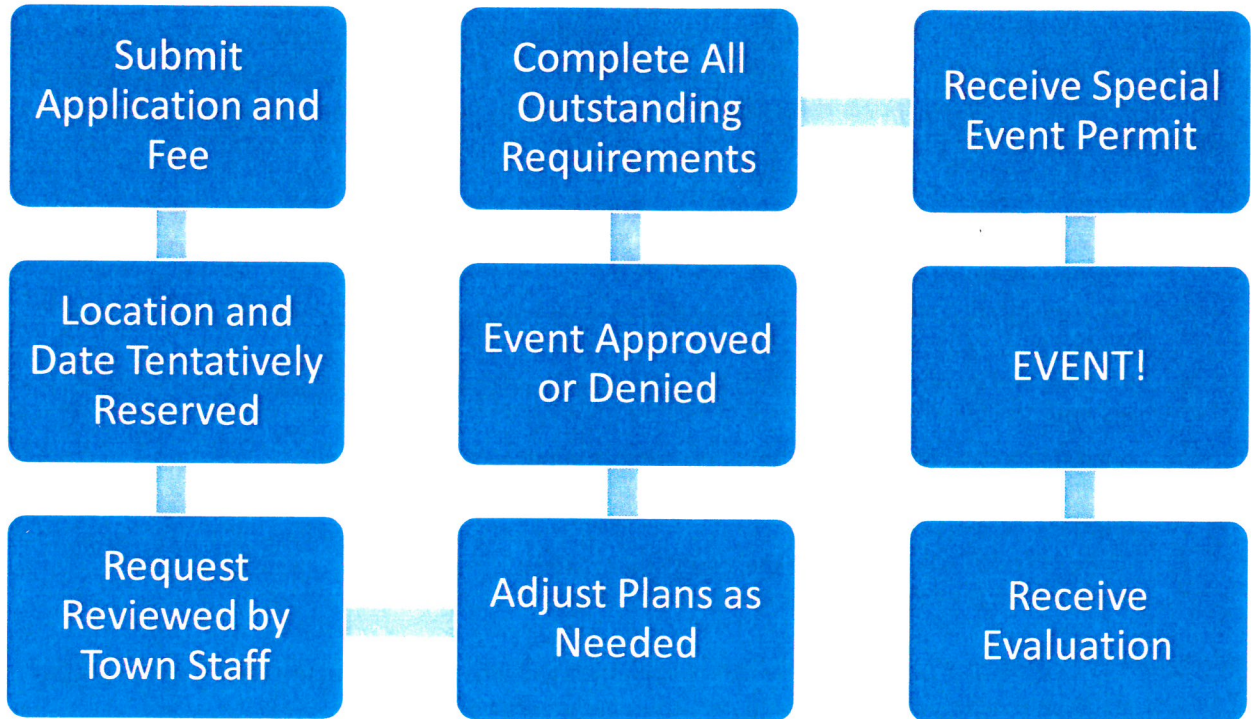 Submit
Application and
Fee
Location and
Date Tentatively
Reserved
Request
Reviewed by
Town Staff
Adjust Plans as
Needed
Event Approved
or Denied
Complete All
Outstanding
Requirements
Receive Special
Event Permit
EVENT!
Receive
Evaluation